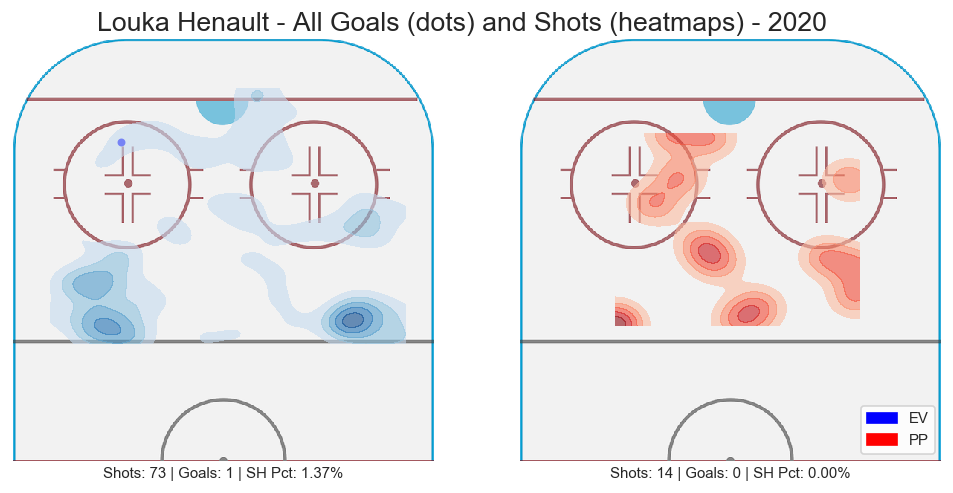 Louka Henault - All Goals (dots) and Shots (heatmaps) - 2020
EV
PP
Shots: 73 | Goals: 1 | SH Pct: 1.37%
Shots: 14 | Goals: 0 | SH Pct: 0.00%